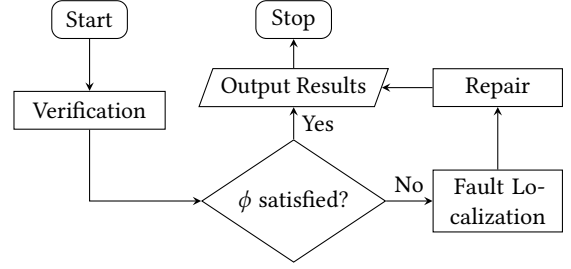 Start
Stop
Output Results
Repair
Verification
Yes
ϕ satisfied?
No
Fault Lo-
calization